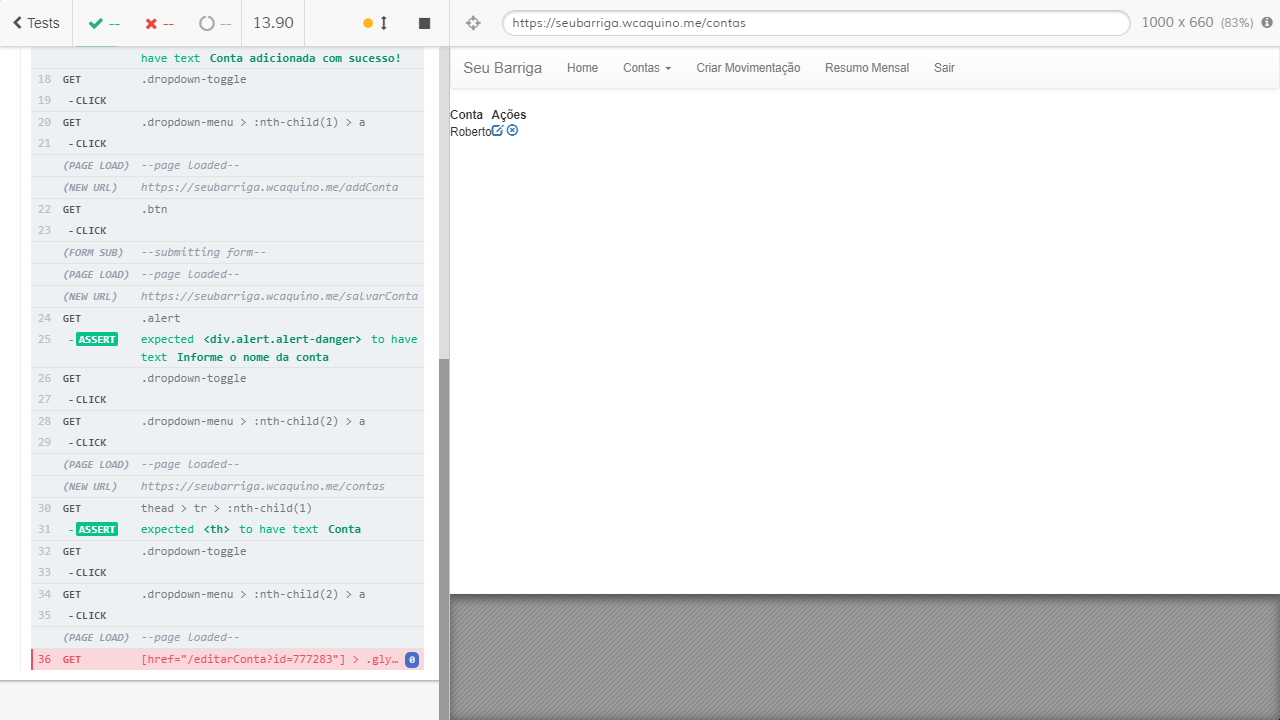 Tests
--
--
--
13.90
https://seubarriga.wcaquino.me/contas
1000 x 660 (83%)
have text Conta adicionada com sucesso!
18 GET .dropdown-toggle
19 - CLICK
20 GET .dropdown-menu > :nth-child(1) > a
21 - CLICK
(PAGE LOAD) --page loaded--
(NEW URL) https://seubarriga.wcaquino.me/addConta
22 GET .btn
23 - CLICK
(FORM SUB) --submitting form--
(PAGE LOAD) --page loaded--
(NEW URL) https://seubarriga.wcaquino.me/salvarConta
24 GET .alert
25 - ASSERT expected <div.alert.alert-danger> to have
text Informe o nome da conta
26 GET .dropdown-toggle
27 - CLICK
28 GET .dropdown-menu > :nth-child(2) > a
29 - CLICK
(PAGE LOAD) --page loaded--
(NEW URL) https://seubarriga.wcaquino.me/contas
30 GET thead > tr > :nth-child(1)
31 - ASSERT expected <th> to have text Conta
32 GET .dropdown-toggle
33 - CLICK
34 GET .dropdown-menu > :nth-child(2) > a
35 - CLICK
(PAGE LOAD) --page loaded--
36 GET [href="/editarConta?id=777283"] > .gly… 0
Seu Barriga Home Contas Criar Movimentação Resumo Mensal Sair
Conta Ações
Roberto